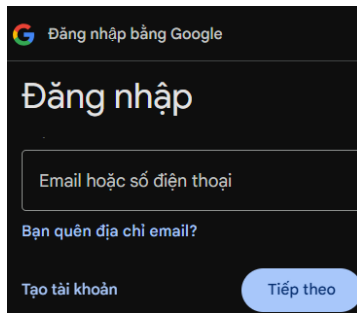 Đăng nhập bằng Google
Đăng nhập
Email hoặc số điện thoại
Bạn quên địa chỉ email?
Tạo tài khoản
Tiếp theo